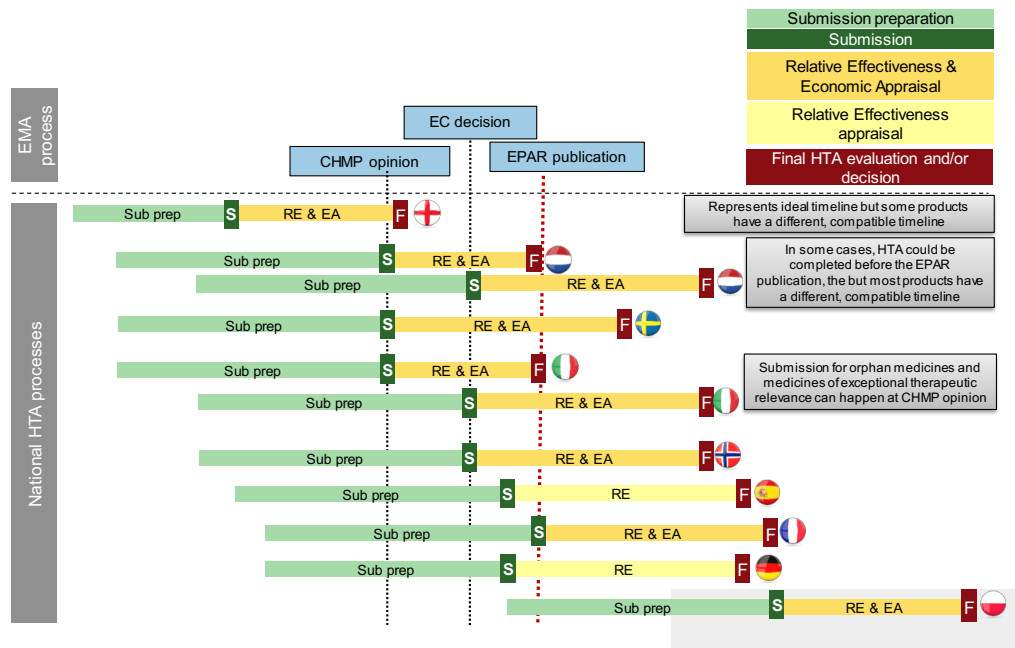 Submission preparation
Submission
Relative Effectiveness &
Economic Appraisal
Relative Effectiveness
appraisal
Final HTA evaluation and/or
decision
EMA
process
EC decision
CHMP opinion
EPAR publication
National HTA processes
Sub prep S RE & EA F
Represents ideal timeline but some products
have a different, compatible timeline
Sub prep S RE & EA F
Sub prep S RE & EA F
In some cases, HTA could be
completed before the EPAR
publication, the but most products have
a different, compatible timeline
Sub prep S RE & EA F
Sub prep S RE & EA F
Sub prep S RE & EA F
Submission for orphan medicines and
medicines of exceptional therapeutic
relevance can happen at CHMP opinion
Sub prep S RE & EA F
Sub prep S RE F
Sub prep S RE & EA F
Sub prep S RE F
Sub prep S RE & EA F